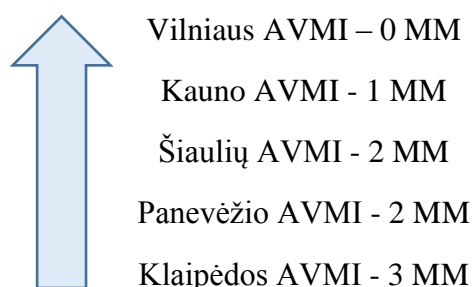 Vilniaus AVMI – 0 MM
Kauno AVMI - 1 MM
Šiaulių AVMI - 2 MM
Panevėžio AVMI - 2 MM
Klaipėdos AVMI - 3 MM